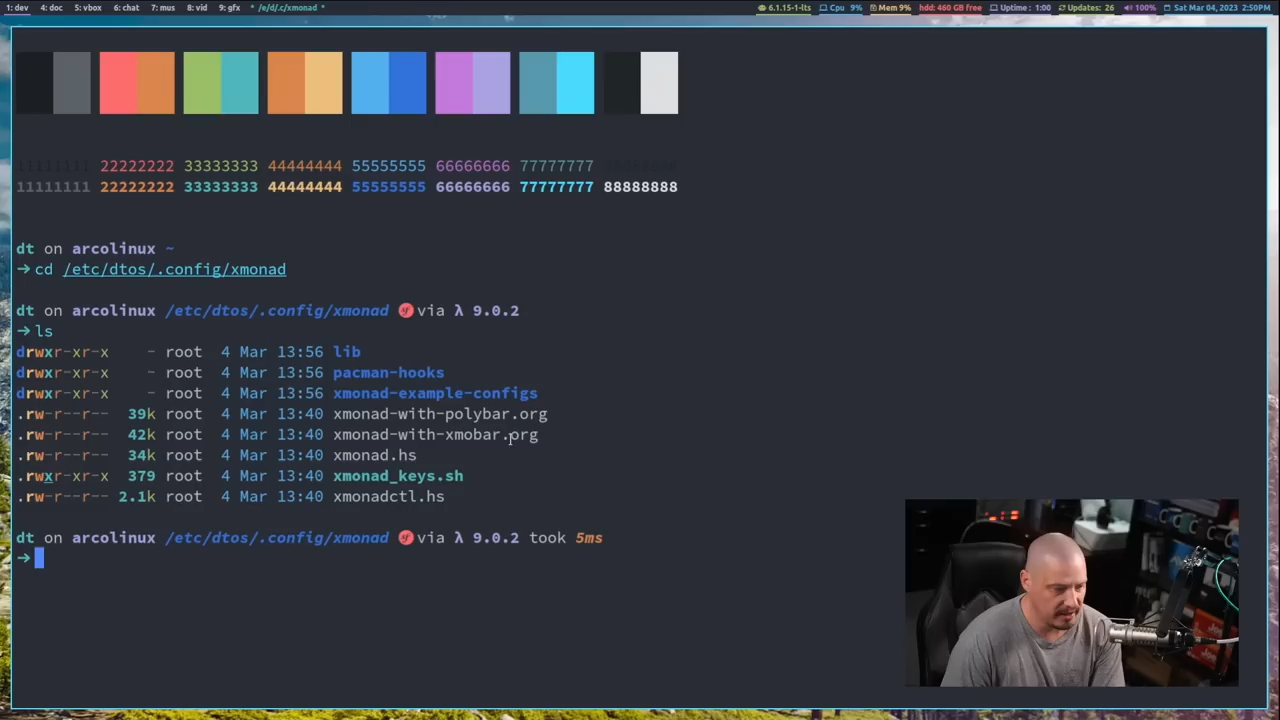 1: dev 4: doc 5: vbox 6: chat 7: mus 8: vid 9: gfx * /e/d/.c/xmonad * 6.1.15-1-lts Cpu 9% Mem 9% hdd: 460 GB free Uptime : 1:00 Updates: 26 100% Sat Mar 04, 2023 2:50PM
11111111 22222222 33333333 44444444 55555555 66666666 77777777 88888888
11111111 22222222 33333333 44444444 55555555 66666666 77777777 88888888
dt on arcolinux ~
→ cd /etc/dtos/.config/xmonad
dt on arcolinux /etc/dtos/.config/xmonad via λ 9.0.2
→ ls
drwxr-xr-x - root 4 Mar 13:56 lib
drwxr-xr-x - root 4 Mar 13:56 pacman-hooks
drwxr-xr-x - root 4 Mar 13:56 xmonad-example-configs
.rw-r--r-- 39k root 4 Mar 13:40 xmonad-with-polybar.org
.rw-r--r-- 42k root 4 Mar 13:40 xmonad-with-xmobar.org
.rw-r--r-- 34k root 4 Mar 13:40 xmonad.hs
.rwxr-xr-x 379 root 4 Mar 13:40 xmonad_keys.sh
.rw-r--r-- 2.1k root 4 Mar 13:40 xmonadctl.hs
dt on arcolinux /etc/dtos/.config/xmonad via λ 9.0.2 took 5ms
→